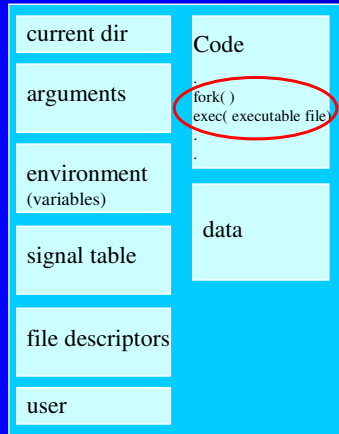 current dir
arguments
environment
(variables)
signal table
file descriptors
user
Code
.
fork( )
exec( executable file)
.
.
data